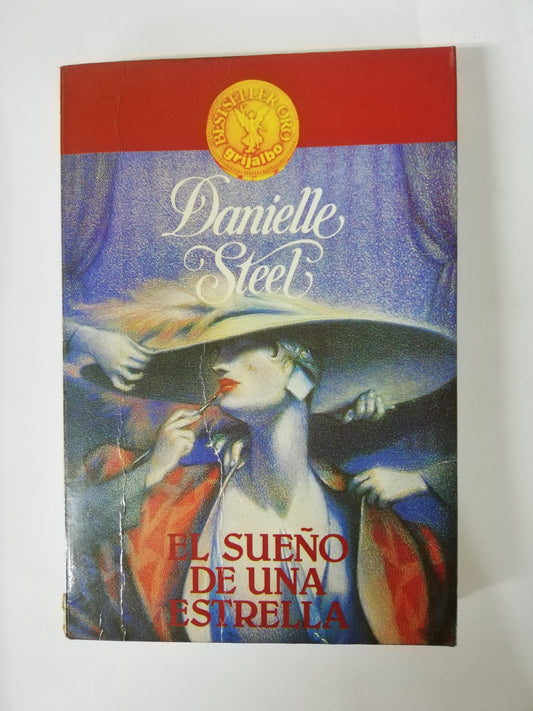 BESTSELLER ORO
grijalbo
Danielle
Steel
EL SUEÑO
DE UNA
ESTRELLA